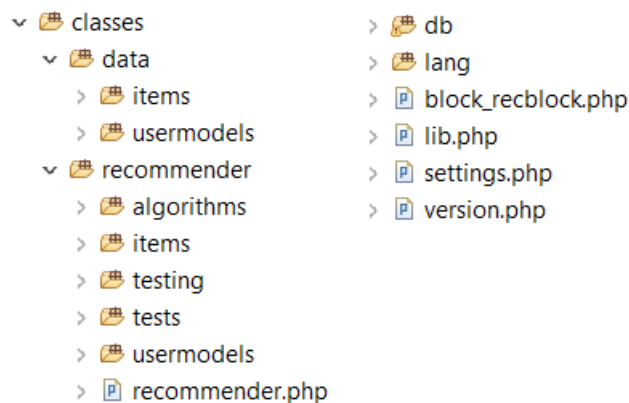 classes
data
items
usermodels
recommender
algorithms
items
testing
tests
usermodels
recommender.php
db
lang
block_recblock.php
lib.php
settings.php
version.php